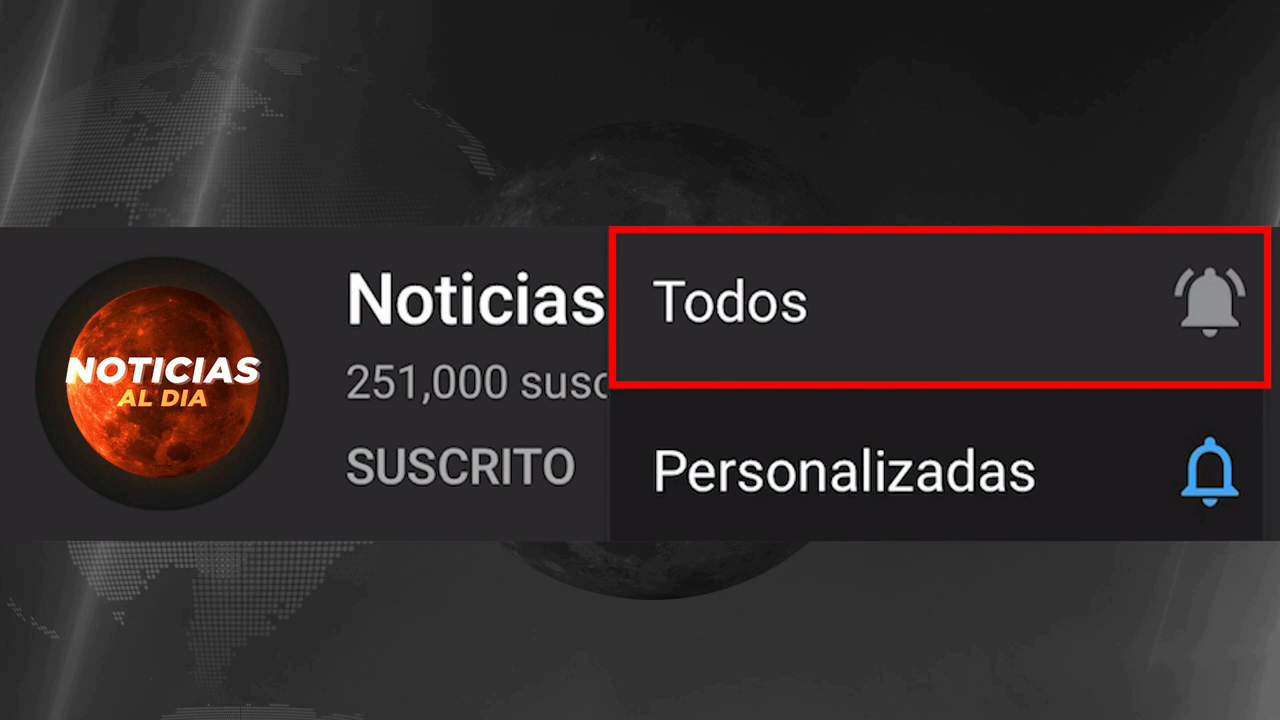 NOTICIAS
AL DIA
Noticias
251,000 susc
SUSCRITO
Todos
Personalizadas